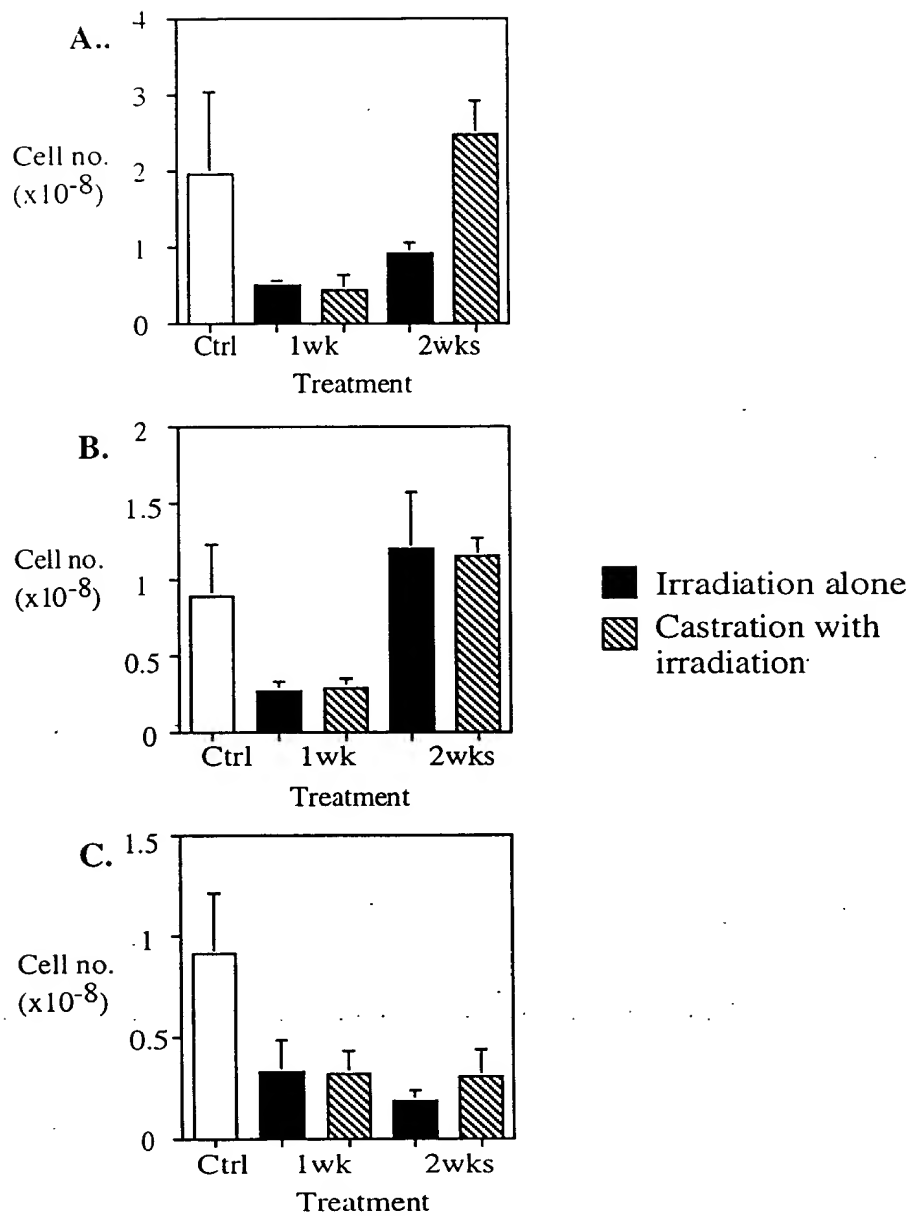 A..
4
3
2
1
0
Cell no.
(x10-8)
Ctrl 1wk 2wks
Treatment
B.
2
1.5
1
0.5
0
Cell no.
(x10-8)
Ctrl 1wk 2wks
Treatment
Irradiation alone
Castration with
irradiation
C.
1.5
1
0.5
0
Cell no.
(x10-8)
Ctrl 1wk 2wks
Treatment